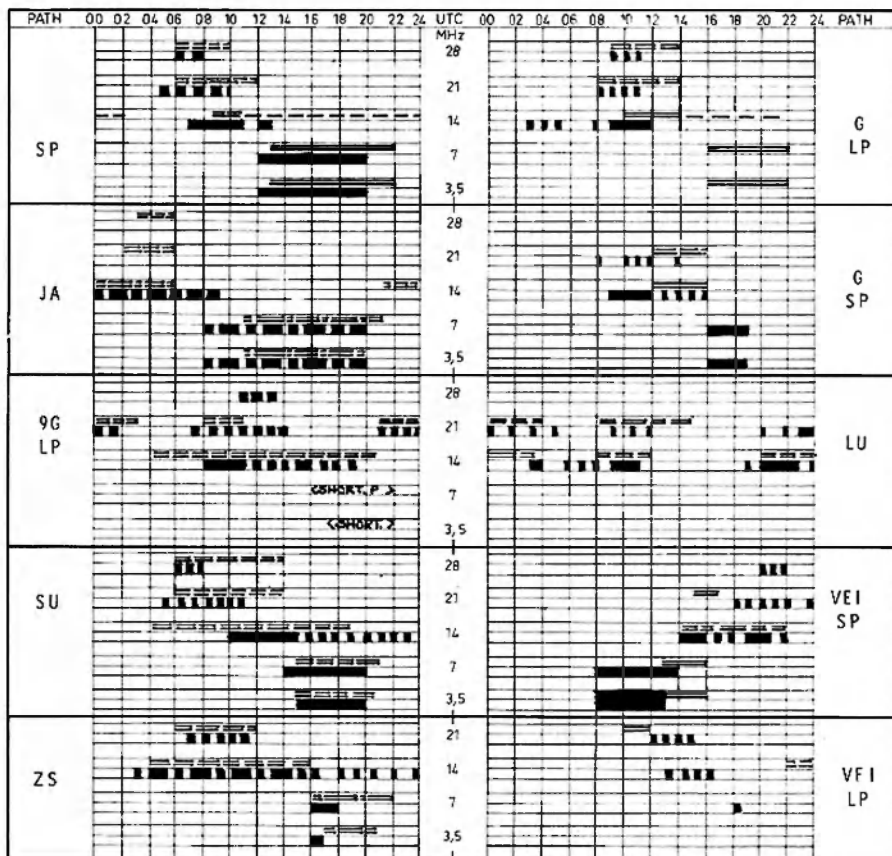 PATH 00 02 04 06 08 10 12 14 16 18 20 22 24 UTC 00 02 04 06 08 10 12 14 16 18 20 22 24 PATH
MHz
28
21
14
7
3,5
SP
G
LP
28
21
14
7
3,5
JA
G
SP
28
21
14
7
3,5
9G
LP
<SHORT. P >
<SHORT. >
LU
28
21
14
7
3,5
SU
VE1
SP
21
14
7
3,5
ZS
VE1
LP